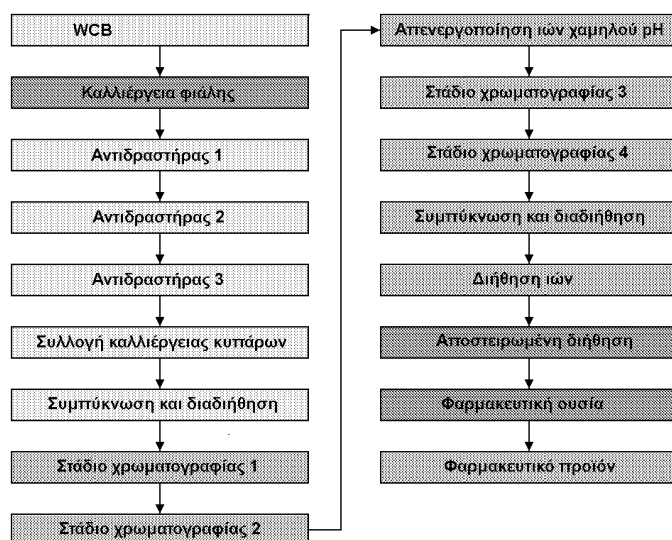 WCB
Καλλιέργεια φιάλης
Αντιδραστήρας 1
Αντιδραστήρας 2
Αντιδραστήρας 3
Συλλογή καλλιέργειας κυττάρων
Συμπύκνωση και διαδιήθηση
Στάδιο χρωματογραφίας 1
Στάδιο χρωματογραφίας 2
Απενεργοποίηση ιών χαμηλού pH
Στάδιο χρωματογραφίας 3
Στάδιο χρωματογραφίας 4
Συμπύκνωση και διαδιήθηση
Διήθηση ιών
Αποστειρωμένη διήθηση
Φαρμακευτική ουσία
Φαρμακευτικό προϊόν